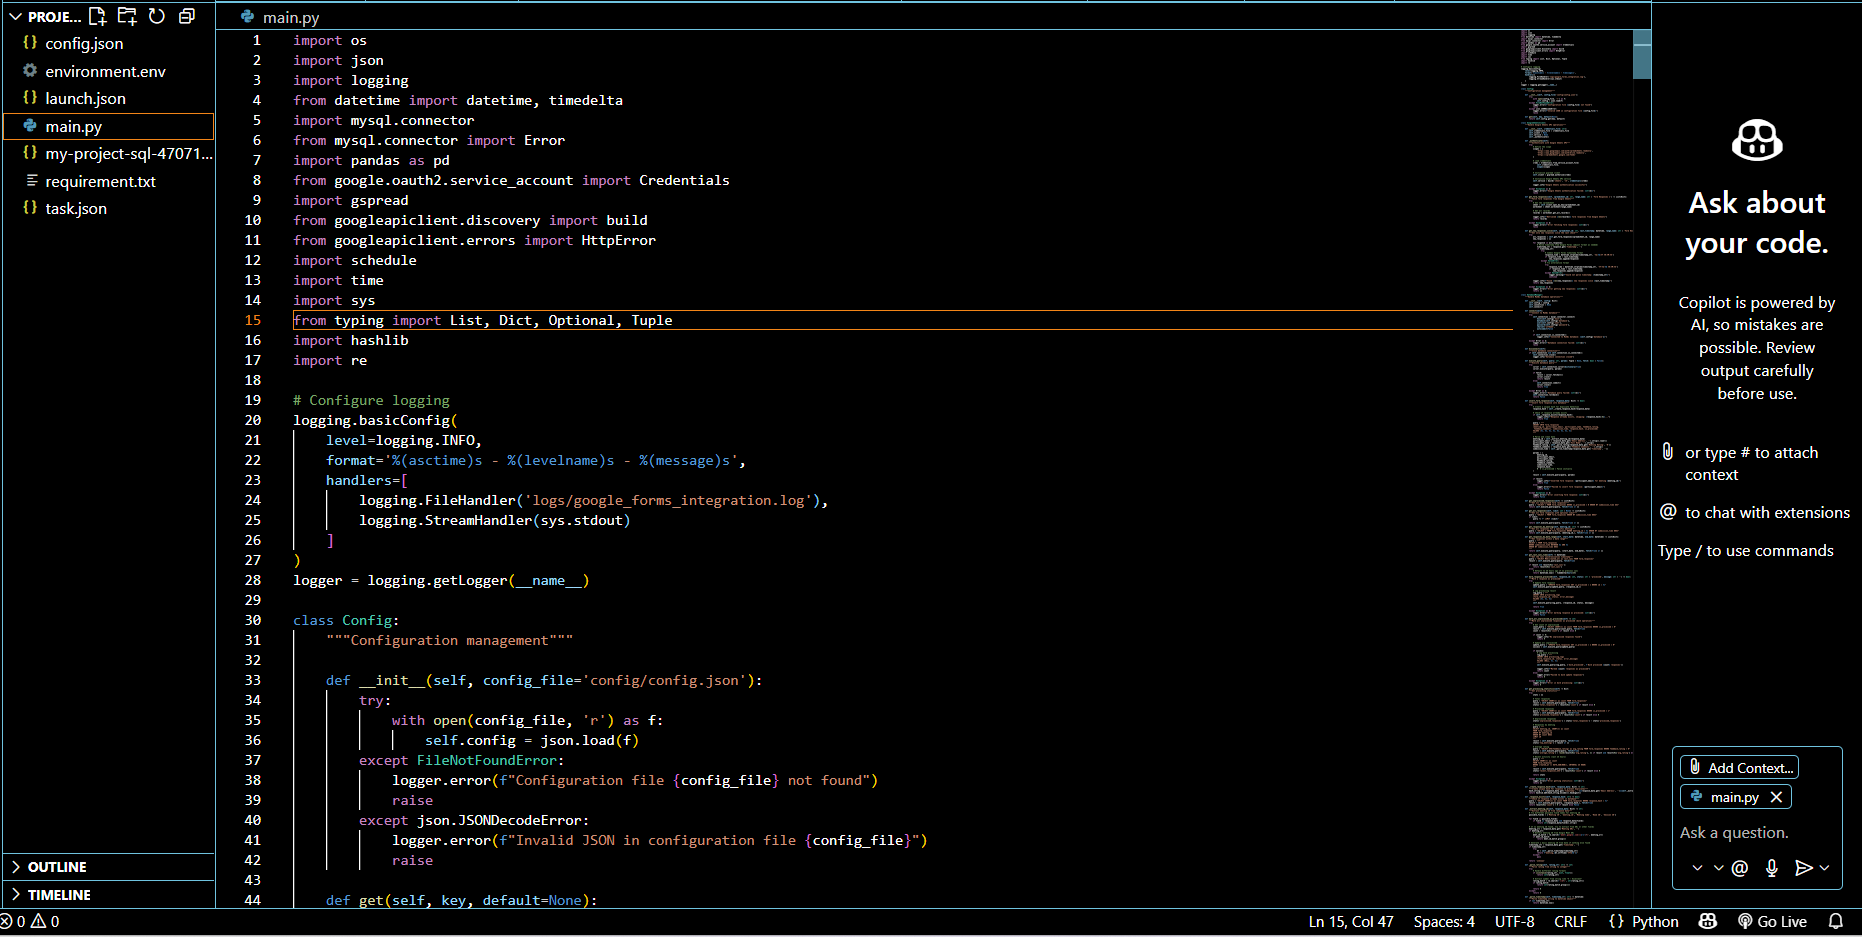 PROJE...
config.json
environment.env
launch.json
main.py
my-project-sql-47071...
requirement.txt
task.json
OUTLINE
TIMELINE
main.py
1 import os
2 import json
3 import logging
4 from datetime import datetime, timedelta
5 import mysql.connector
6 from mysql.connector import Error
7 import pandas as pd
8 from google.oauth2.service_account import Credentials
9 import gspread
10 from googleapiclient.discovery import build
11 from googleapiclient.errors import HttpError
12 import schedule
13 import time
14 import sys
15 from typing import List, Dict, Optional, Tuple
16 import hashlib
17 import re
18
19 # Configure logging
20 logging.basicConfig(
21     level=logging.INFO,
22     format='%(asctime)s - %(levelname)s - %(message)s',
23     handlers=[
24         logging.FileHandler('logs/google_forms_integration.log'),
25         logging.StreamHandler(sys.stdout)
26     ]
27 )
28 logger = logging.getLogger(__name__)
29
30 class Config:
31     """Configuration management"""
32
33     def __init__(self, config_file='config/config.json'):
34         try:
35             with open(config_file, 'r') as f:
36                 self.config = json.load(f)
37         except FileNotFoundError:
38             logger.error(f"Configuration file {config_file} not found")
39             raise
40         except json.JSONDecodeError:
41             logger.error(f"Invalid JSON in configuration file {config_file}")
42             raise
43
44     def get(self, key, default=None):
Ask about
your code.
Copilot is powered by
AI, so mistakes are
possible. Review
output carefully
before use.
or type # to attach
context
@ to chat with extensions
Type / to use commands
Add Context...
main.py
Ask a question.
@
0 0
Ln 15, Col 47 Spaces: 4 UTF-8 CRLF {} Python Go Live